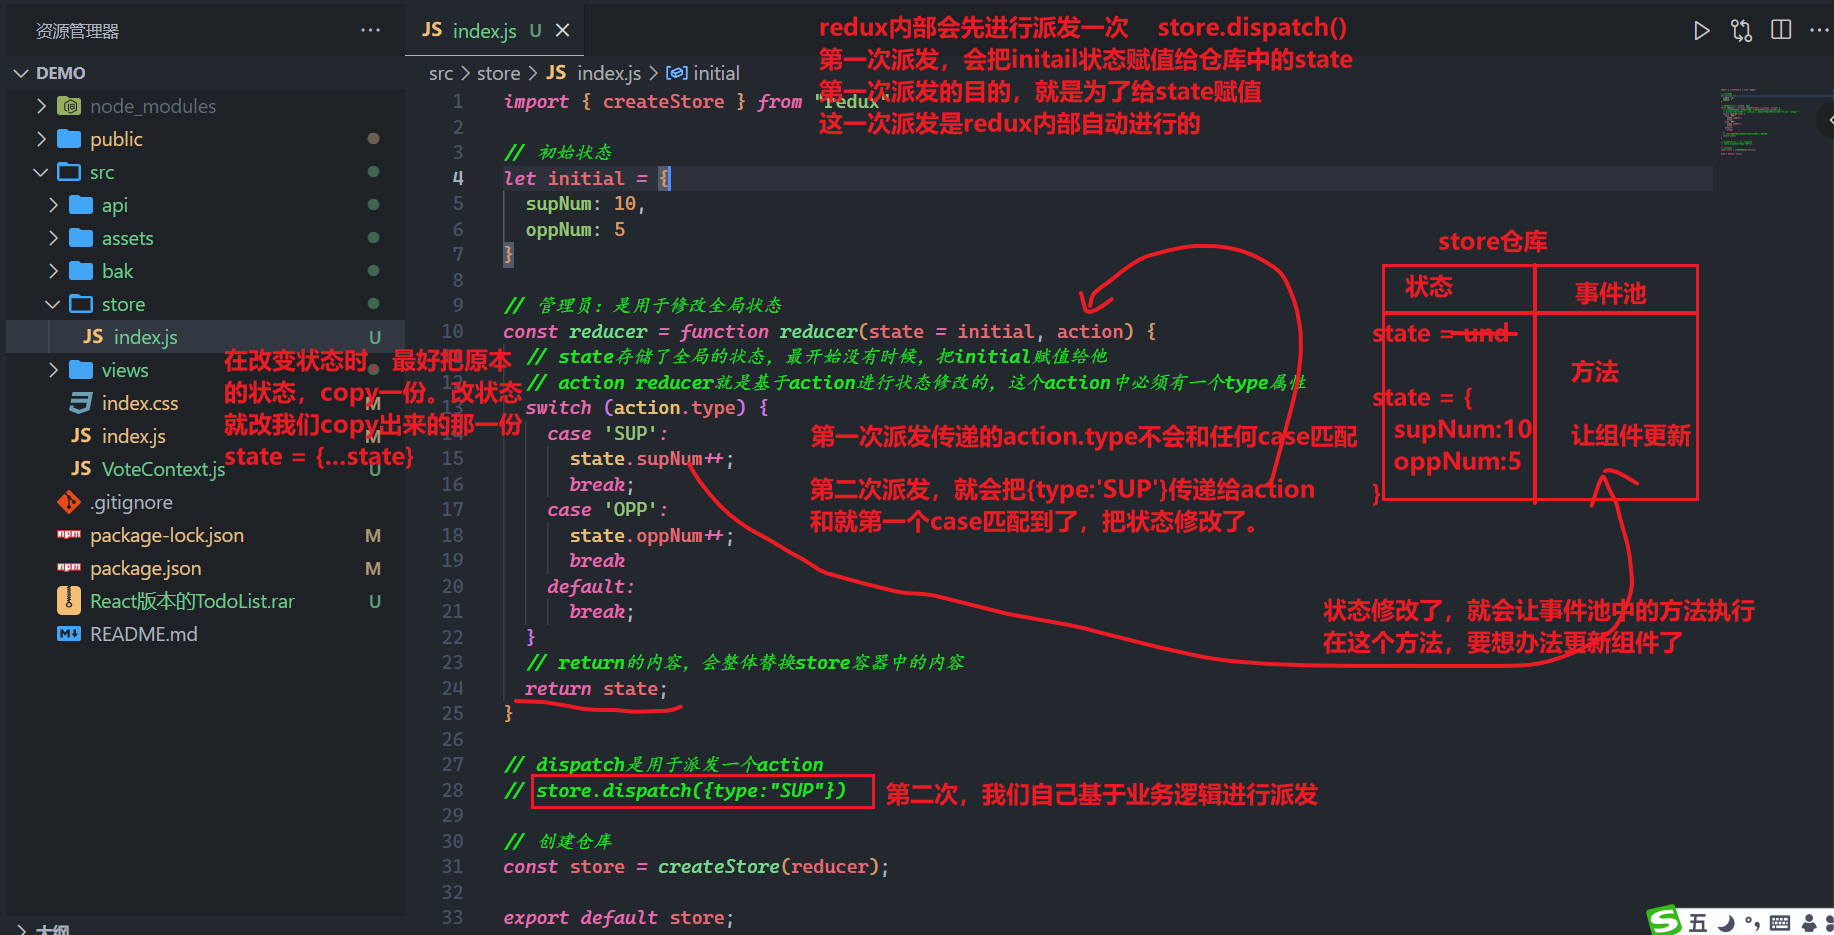 资源管理器 ···
DEMO
node_modules
public
src
api
assets
bak
store
JS index.js U
views
index.css M
JS index.js M
JS VoteContext.js U
.gitignore
package-lock.json M
package.json M
React版本的TodoList.rar U
README.md
大纲
在改变状态时，最好把原本
的状态，copy一份。改状态
就改我们copy出来的那一份
state = {...state}
JS index.js U
src > store > JS index.js > initial
redux内部会先进行派发一次 store.dispatch()
第一次派发，会把initail状态赋值给仓库中的state
第一次派发的目的，就是为了给state赋值
这一次派发是redux内部自动进行的
1 import { createStore } from "redux"
2
3 // 初始状态
4 let initial = {
5 supNum: 10,
6 oppNum: 5
7 }
8
9 // 管理员：是用于修改全局状态
10 const reducer = function reducer(state = initial, action) {
11 // state存储了全局的状态，最开始没有时候，把initial赋值给他
12 // action reducer就是基于action进行状态修改的，这个action中必须有一个type属性
13 switch (action.type) {
14 case 'SUP':
15 state.supNum++;
16 break;
17 case 'OPP':
18 state.oppNum++;
19 break
20 default:
21 break;
22 }
23 // return的内容，会整体替换store容器中的内容
24 return state;
25 }
26
27 // dispatch是用于派发一个action
28 // store.dispatch({type:"SUP"})
29
30 // 创建仓库
31 const store = createStore(reducer);
32
33 export default store;
第一次派发传递的action.type不会和任何case匹配
第二次派发，就会把{type:'SUP'}传递给action
和就第一个case匹配到了，把状态修改了。
第二次，我们自己基于业务逻辑进行派发
store仓库
状态 事件池
state = und
方法
state = {
supNum:10 让组件更新
oppNum:5
}
状态修改了，就会让事件池中的方法执行
在这个方法，要想办法更新组件了
五